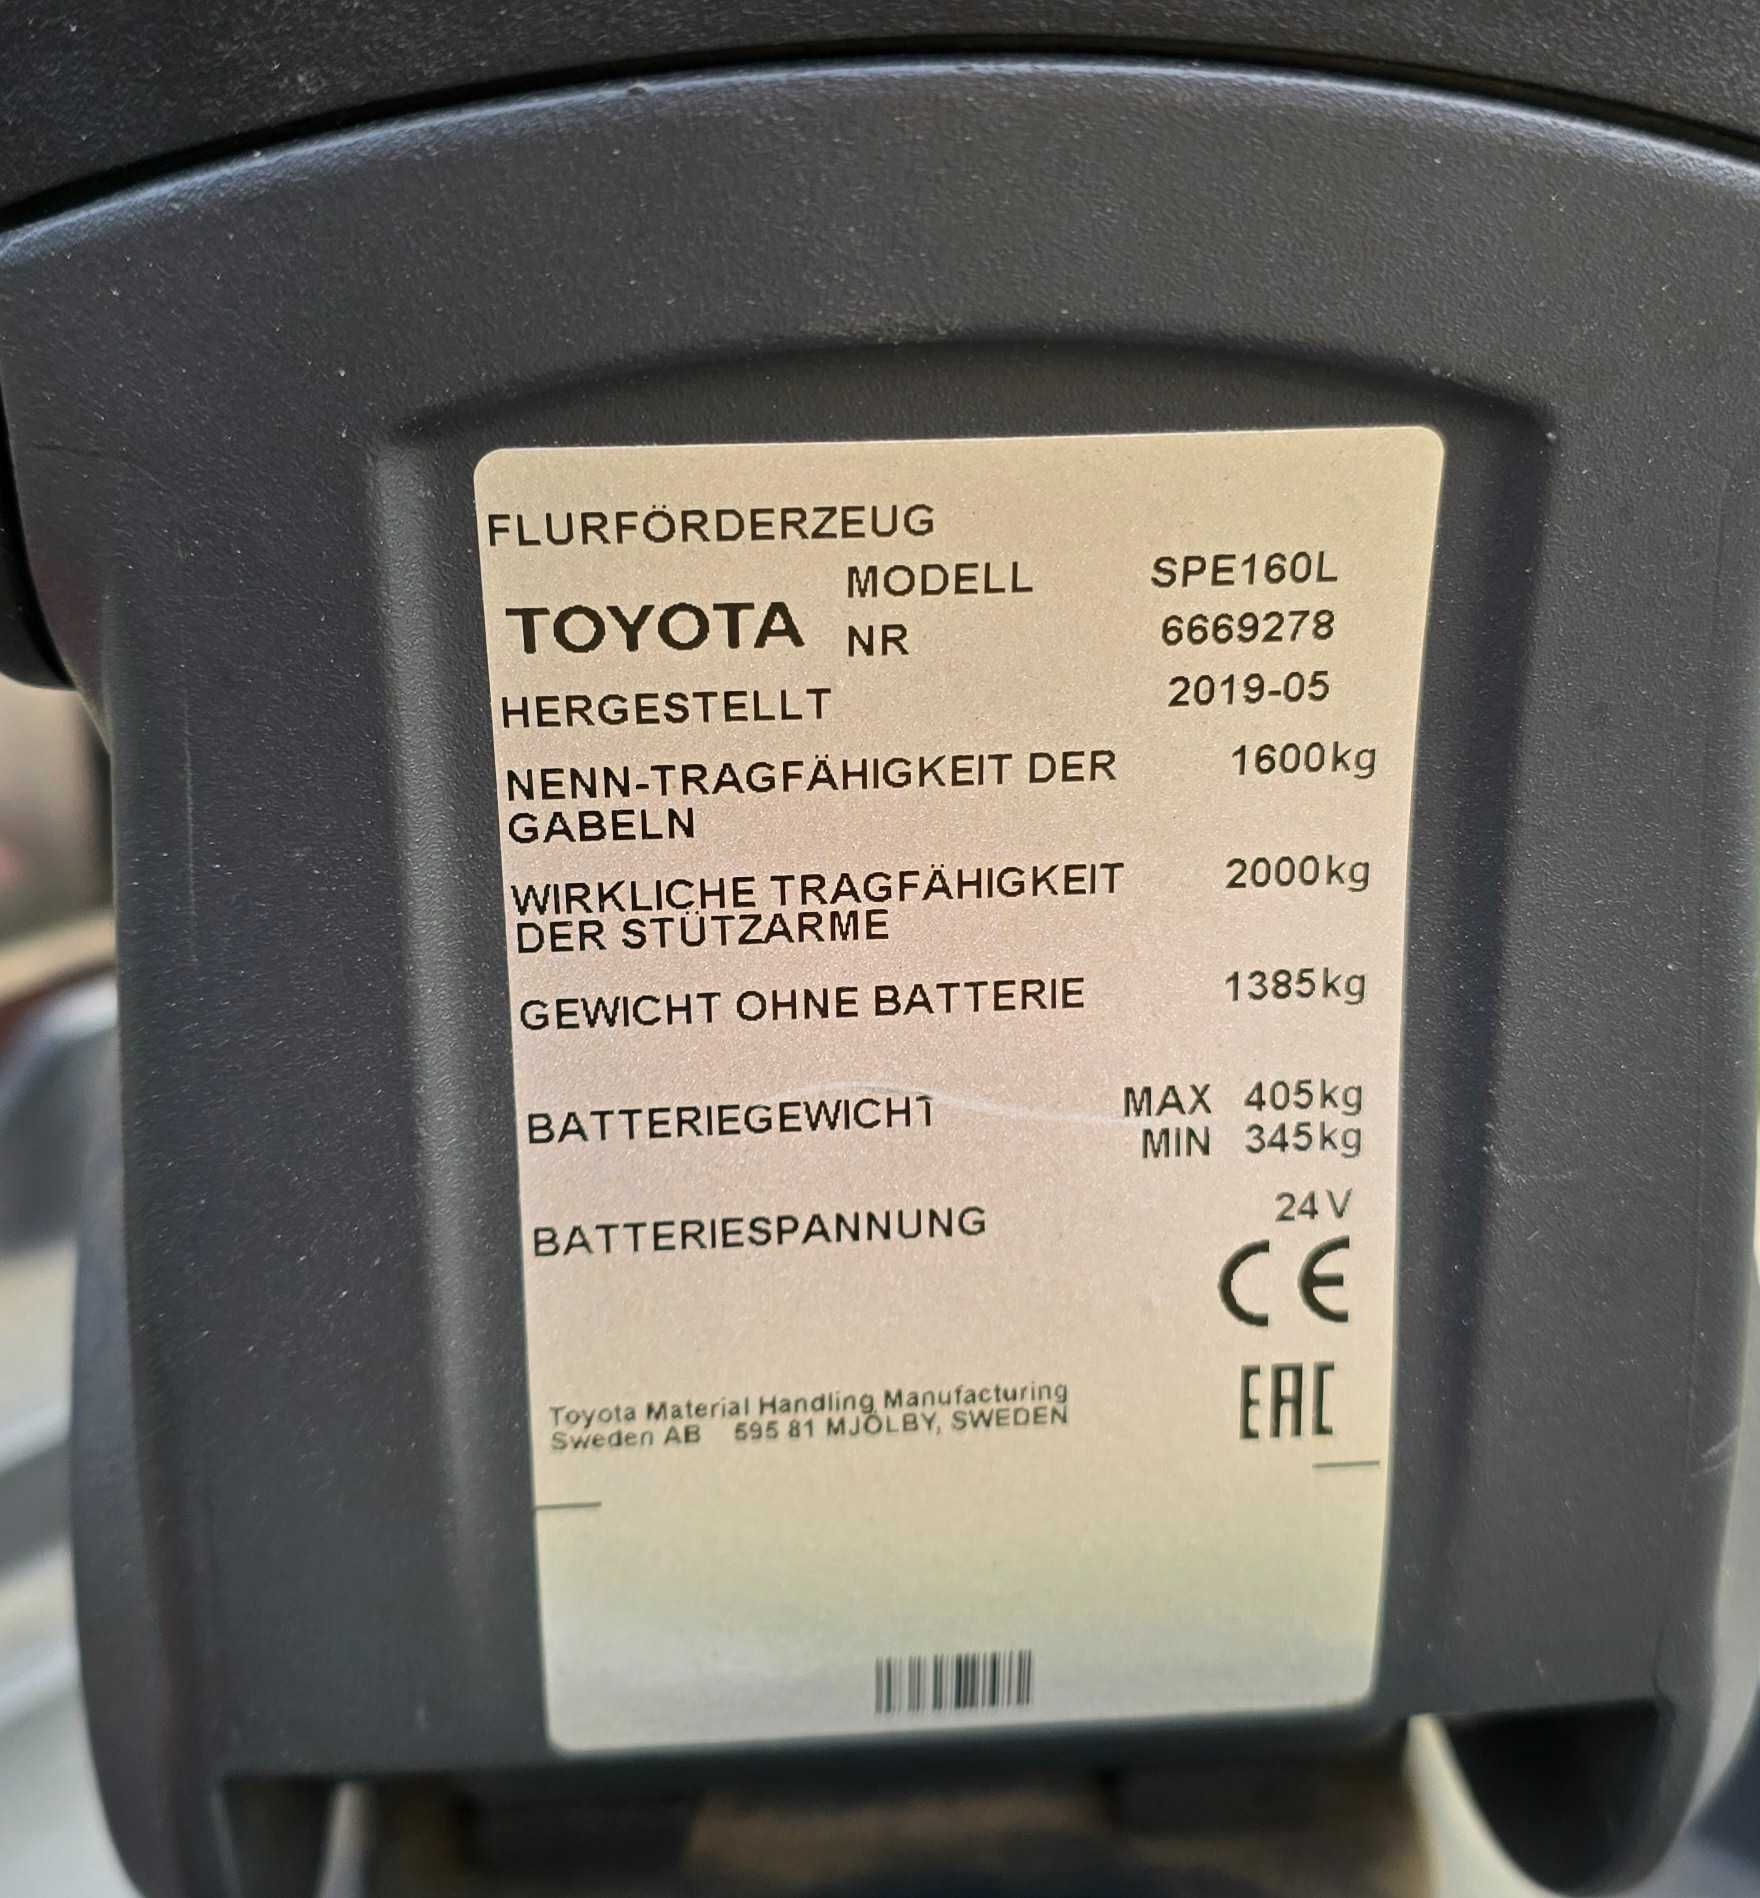 FLURFÖRDERZEUG
MODELL SPE160L
TOYOTA NR 6669278
HERGESTELLT 2019-05
NENN-TRAGFÄHIGKEIT DER 1600kg
GABELN
WIRKLICHE TRAGFÄHIGKEIT 2000kg
DER STÜTZARME
GEWICHT OHNE BATTERIE 1385kg
BATTERIEGEWICHT MAX 405kg
MIN 345kg
BATTERIESPANNUNG 24V
CE
EAC
Toyota Material Handling Manufacturing
Sweden AB 595 81 MJÖLBY, SWEDEN